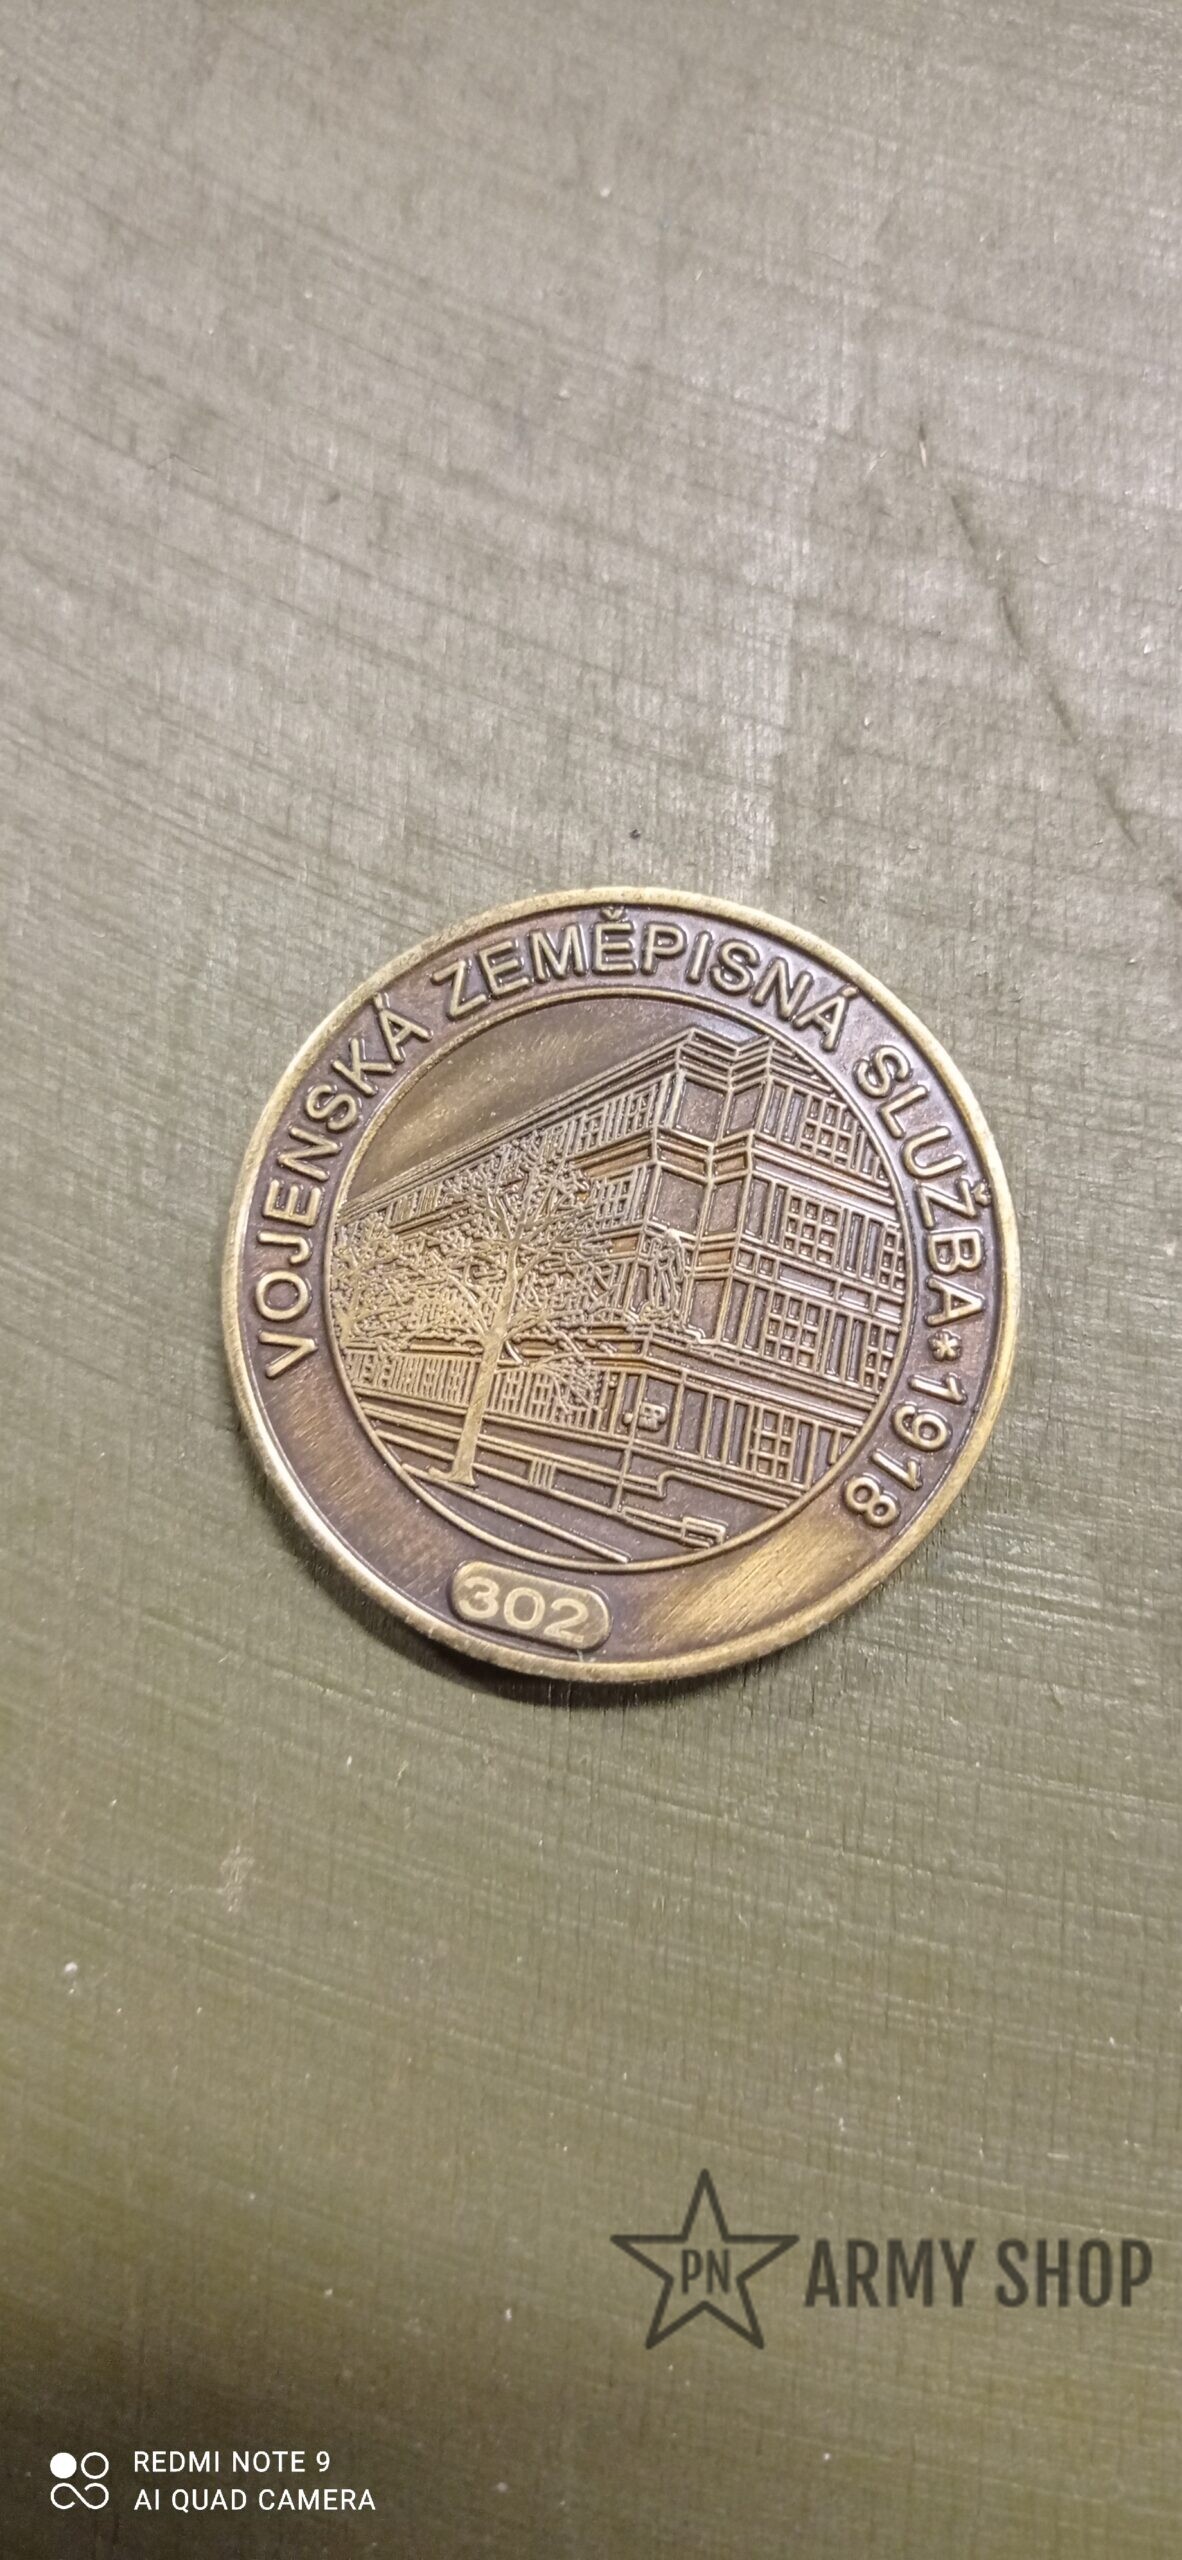 VOJENSKÁ ZEMĚPISNÁ SLUŽBA*1918
302
PN ARMY SHOP
REDMI NOTE 9
AI QUAD CAMERA